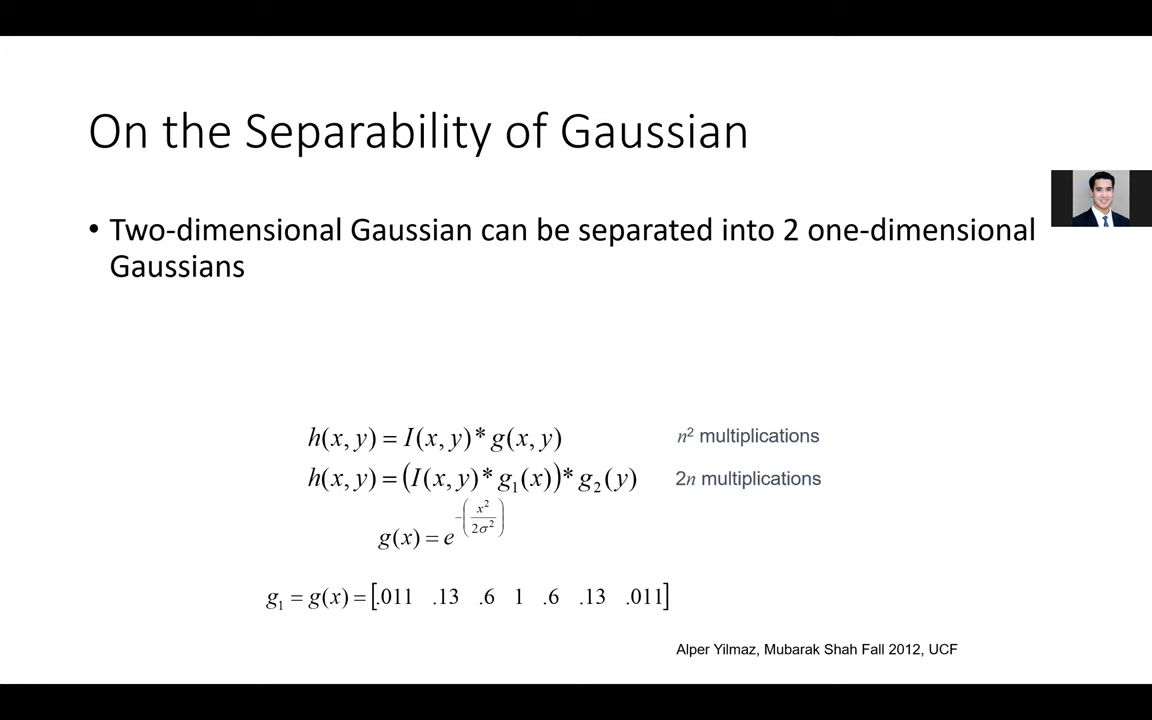 On the Separability of Gaussian
• Two-dimensional Gaussian can be separated into 2 one-dimensional
Gaussians
h(x, y) = I(x, y) * g(x, y)
n² multiplications
h(x, y) = (I(x, y) * g₁(x)) * g₂(y)
2n multiplications
g(x) = e^−(x²/2σ²)
g₁ = g(x) = [.011 .13 .6 1 .6 .13 .011]
Alper Yilmaz, Mubarak Shah Fall 2012, UCF